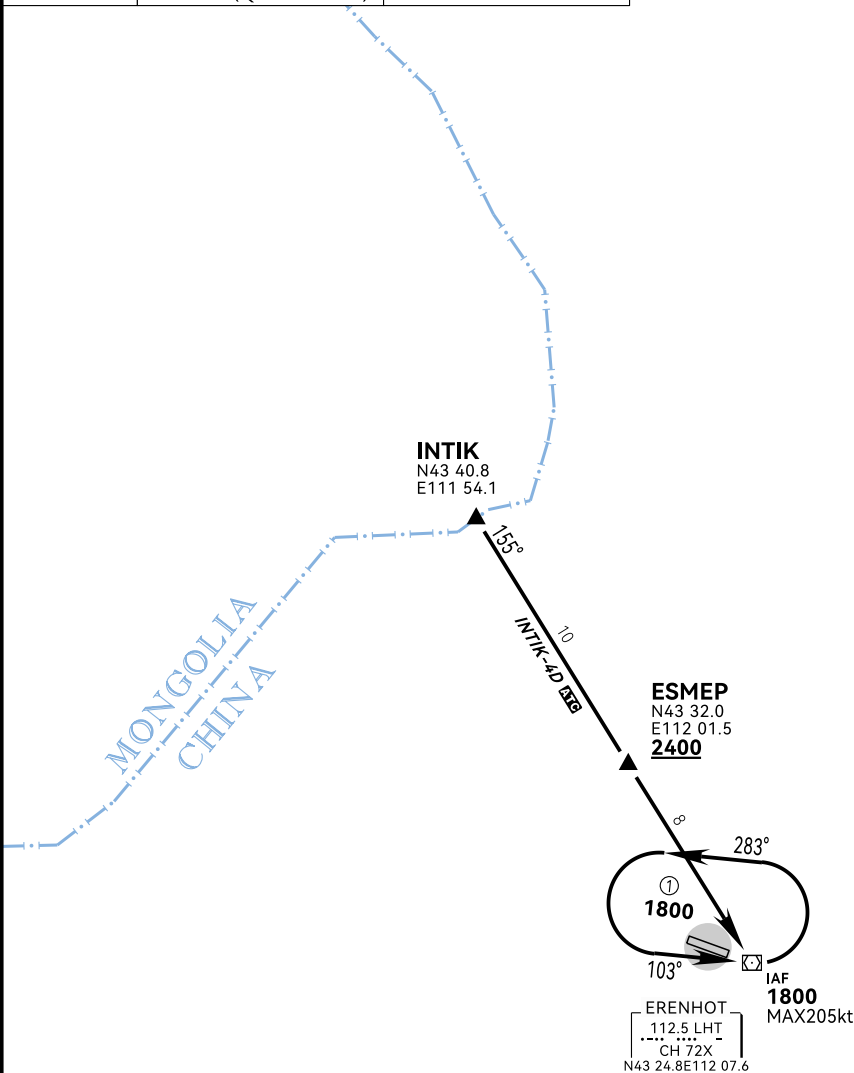 INTIK
N43 40.8
E111 54.1
155°
10
INTIK-4D ATC
MONGOLIA
CHINA
ESMEP
N43 32.0
E112 01.5
2400
8
283°
1
1800
103°
IAF
1800
MAX205kt
ERENHOT
112.5 LHT
CH 72X
N43 24.8E112 07.6